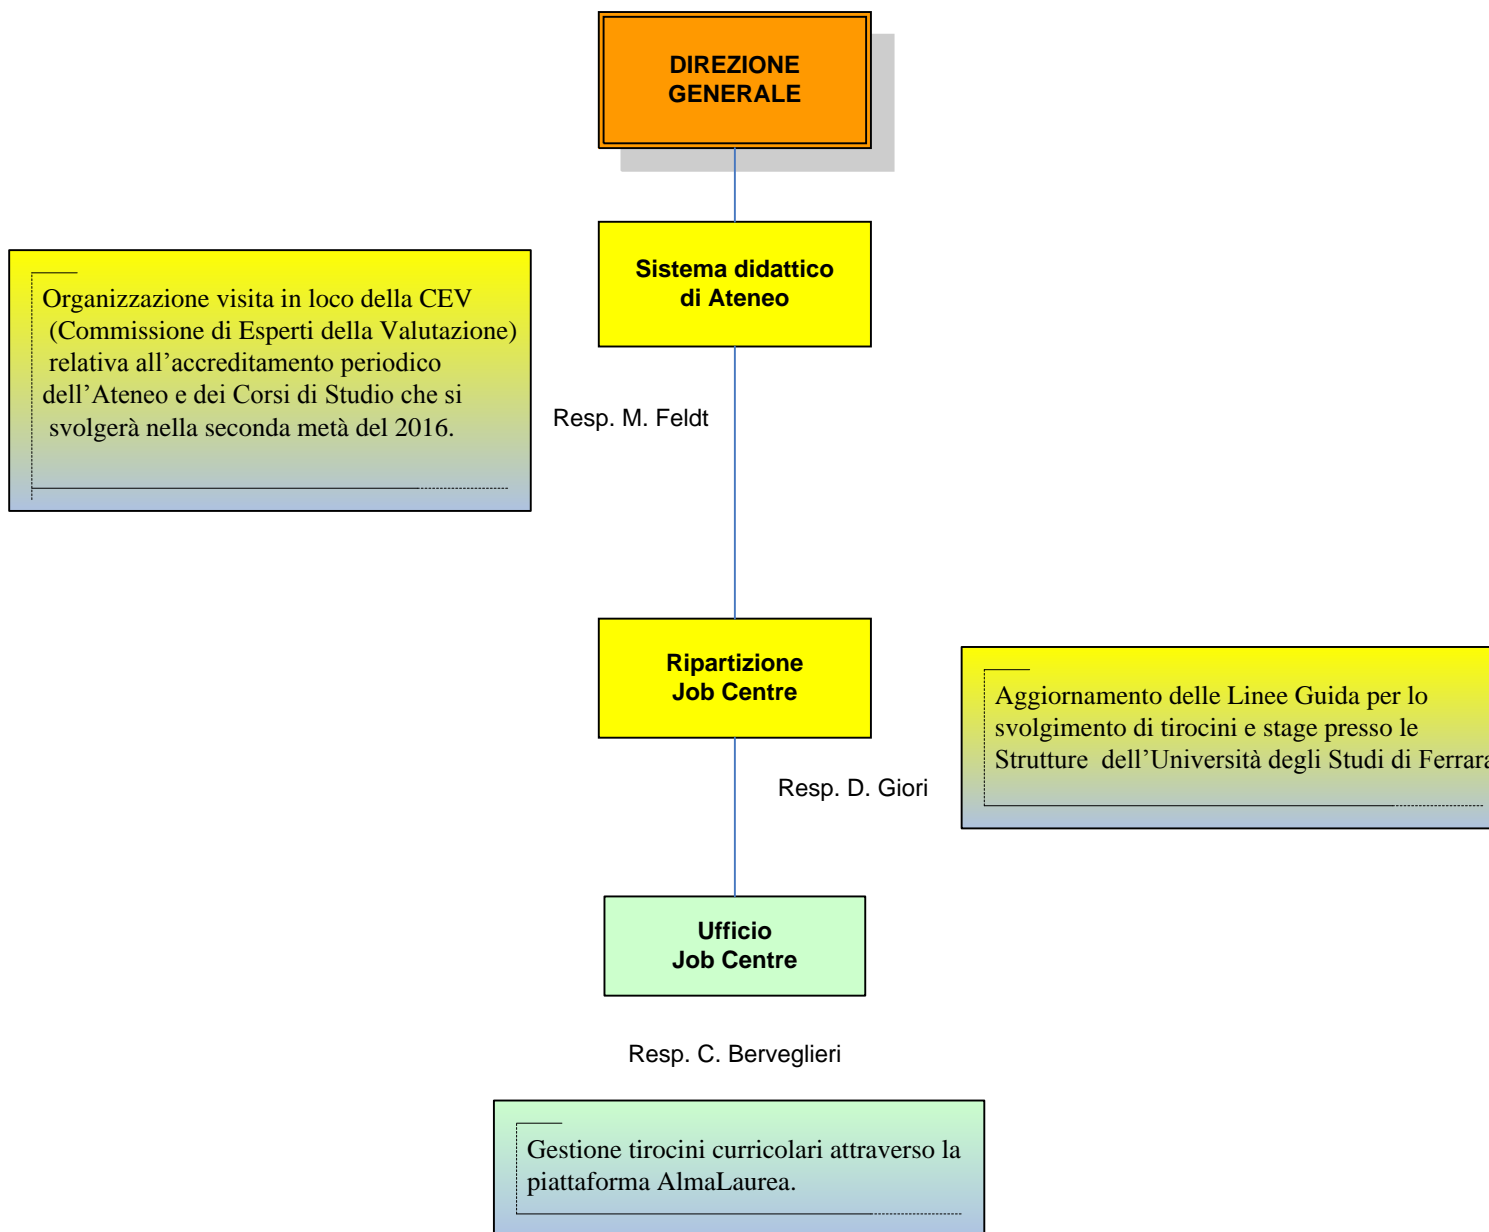 DIREZIONE
GENERALE
Sistema didattico
di Ateneo
Organizzazione visita in loco della CEV
(Commissione di Esperti della Valutazione)
relativa all’accreditamento periodico
dell’Ateneo e dei Corsi di Studio che si
svolgerà nella seconda metà del 2016.
Resp. M. Feldt
Ripartizione
Job Centre
Aggiornamento delle Linee Guida per lo
svolgimento di tirocini e stage presso le
Strutture dell’Università degli Studi di Ferrara
Resp. D. Giori
Ufficio
Job Centre
Resp. C. Berveglieri
Gestione tirocini curricolari attraverso la
piattaforma AlmaLaurea.